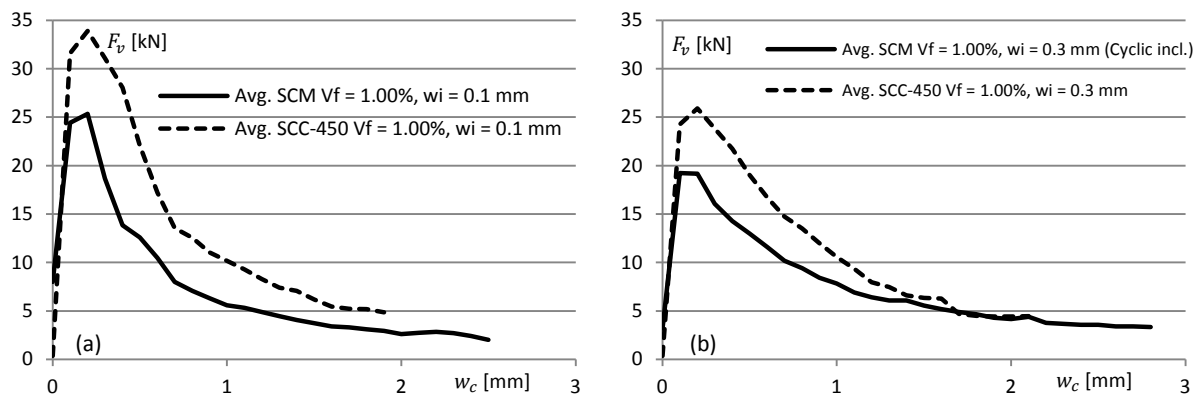 35
30
25
20
15
10
5
0
F_v [kN]
Avg. SCM Vf = 1.00%, wi = 0.1 mm
Avg. SCC-450 Vf = 1.00%, wi = 0.1 mm
(a)
0 1 2 3
w_c [mm]
35
30
25
20
15
10
5
0
F_v [kN]
Avg. SCM Vf = 1.00%, wi = 0.3 mm (Cyclic incl.)
Avg. SCC-450 Vf = 1.00%, wi = 0.3 mm
(b)
0 1 2 3
w_c [mm]